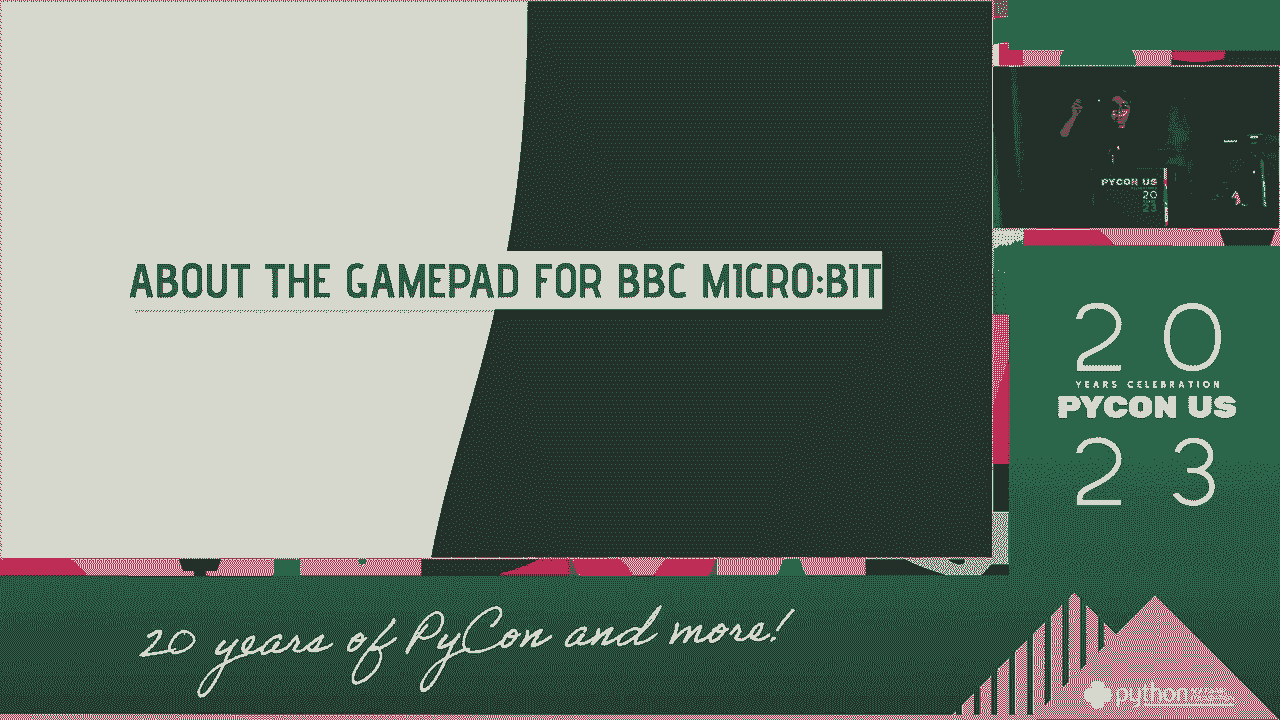 ABOUT THE GAMEPAD FOR BBC MICRO:BIT
PYCON US
20
23
20
YEARS CELEBRATION
PYCON US
23
20 years of PyCon and more!
python